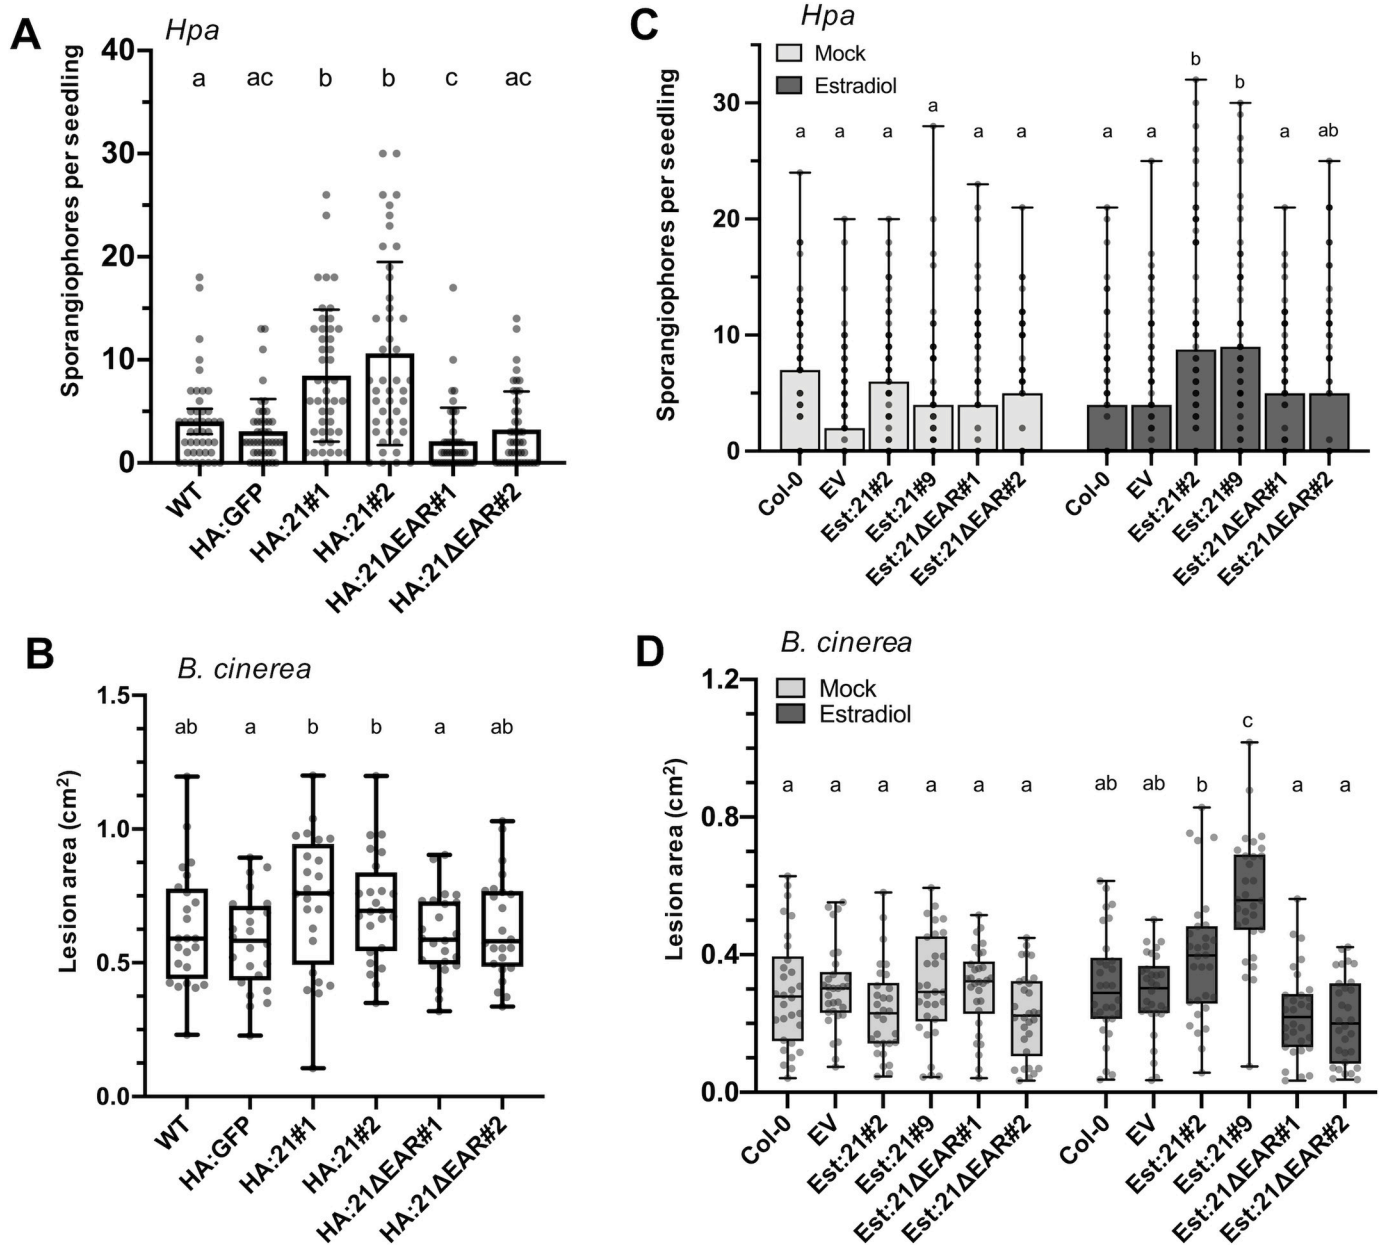 A
Hpa
Sporangiophores per seedling
40
30
20
10
0
a ac b b c ac
WT
HA:GFP
HA:21#1
HA:21#2
HA:21ΔEAR#1
HA:21ΔEAR#2
C
Hpa
Mock
Estradiol
Sporangiophores per seedling
30
20
10
0
a a a a a a a a b b a ab
Col-0
EV
Est:21#2
Est:21#9
Est:21ΔEAR#1
Est:21ΔEAR#2
Col-0
EV
Est:21#2
Est:21#9
Est:21ΔEAR#1
Est:21ΔEAR#2
B
B. cinerea
Lesion area (cm²)
1.5
1.0
0.5
0.0
ab a b b a ab
WT
HA:GFP
HA:21#1
HA:21#2
HA:21ΔEAR#1
HA:21ΔEAR#2
D
B. cinerea
Mock
Estradiol
Lesion area (cm²)
1.2
0.8
0.4
0.0
a a a a a a ab ab b c a a
Col-0
EV
Est:21#2
Est:21#9
Est:21ΔEAR#1
Est:21ΔEAR#2
Col-0
EV
Est:21#2
Est:21#9
Est:21ΔEAR#1
Est:21ΔEAR#2